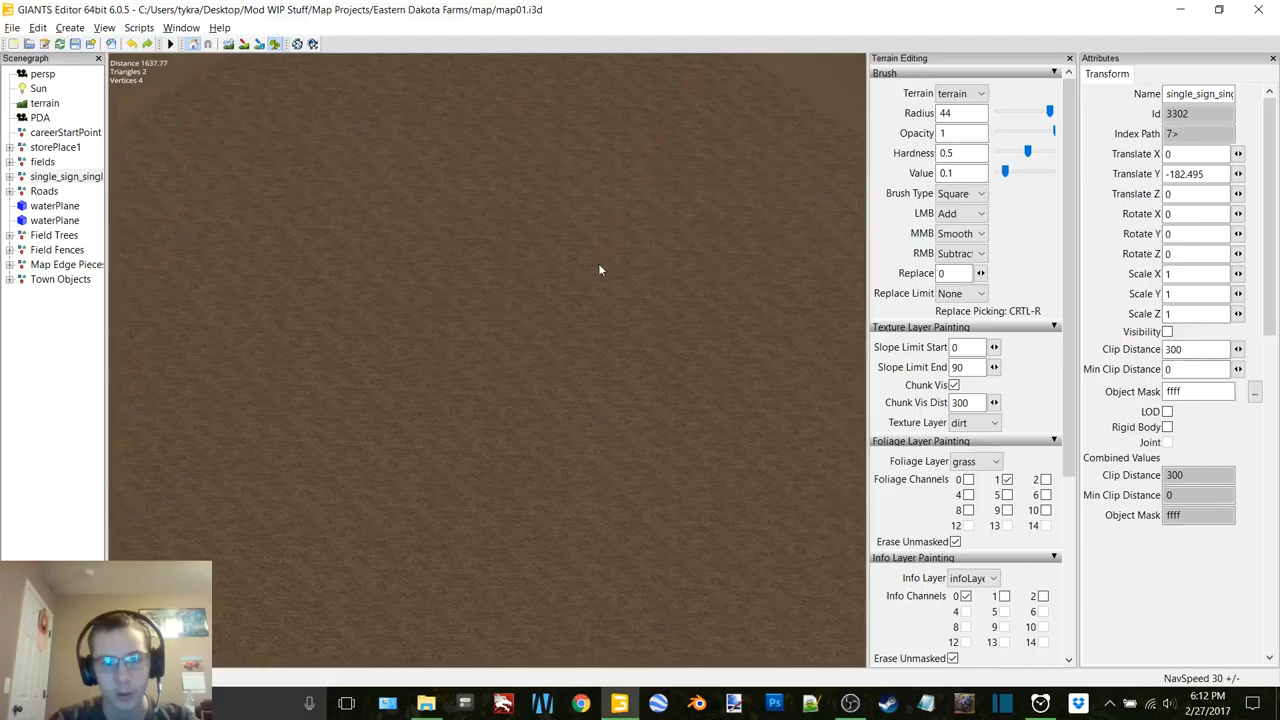 GIANTS Editor 64bit 6.0.5 - C:/Users/tykra/Desktop/Mod WIP Stuff/Map Projects/Eastern Dakota Farms/map/map01.i3d
File Edit Create View Scripts Window Help
Scenegraph
persp
Sun
terrain
PDA
careerStartPoint
storePlace1
fields
single_sign_singl
Roads
waterPlane
waterPlane
Field Trees
Field Fences
Map Edge Piece
Town Objects
Distance 1637.77
Triangles 2
Vertices 4
Terrain Editing
Brush
Terrain terrain
Radius 44
Opacity 1
Hardness 0.5
Value 0.1
Brush Type Square
LMB Add
MMB Smooth
RMB Subtrac
Replace 0
Replace Limit None
Replace Picking: CRTL-R
Texture Layer Painting
Slope Limit Start 0
Slope Limit End 90
Chunk Vis
Chunk Vis Dist 300
Texture Layer dirt
Foliage Layer Painting
Foliage Layer grass
Foliage Channels 0 1 2
4 5 6
8 9 10
12 13 14
Erase Unmasked
Info Layer Painting
Info Layer infoLaye
Info Channels 0 1 2
4 5 6
8 9 10
12 13 14
Erase Unmasked
Attributes
Transform
Name single_sign_sing
Id 3302
Index Path 7>
Translate X 0
Translate Y -182.495
Translate Z 0
Rotate X 0
Rotate Y 0
Rotate Z 0
Scale X 1
Scale Y 1
Scale Z 1
Visibility
Clip Distance 300
Min Clip Distance 0
Object Mask ffff
...
LOD
Rigid Body
Joint
Combined Values
Clip Distance 300
Min Clip Distance 0
Object Mask ffff
NavSpeed 30 +/-
6:12 PM
2/27/2017